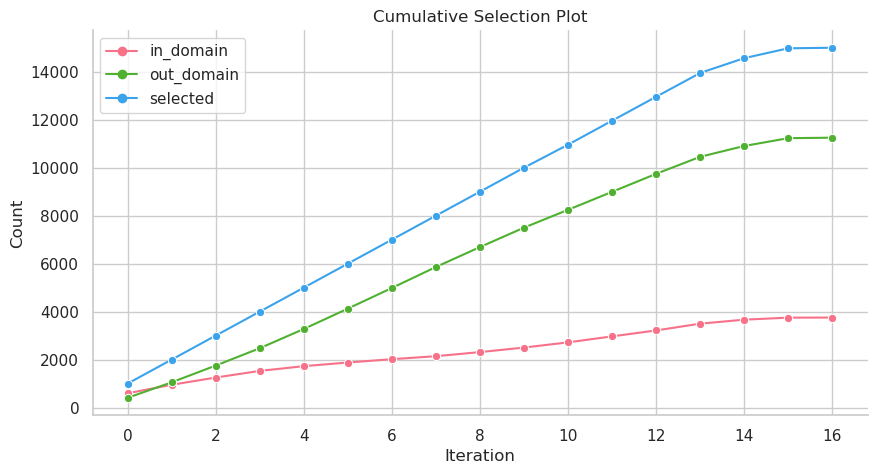 Cumulative Selection Plot
in_domain
out_domain
selected
Count
14000
12000
10000
8000
6000
4000
2000
0
0 2 4 6 8 10 12 14 16
Iteration